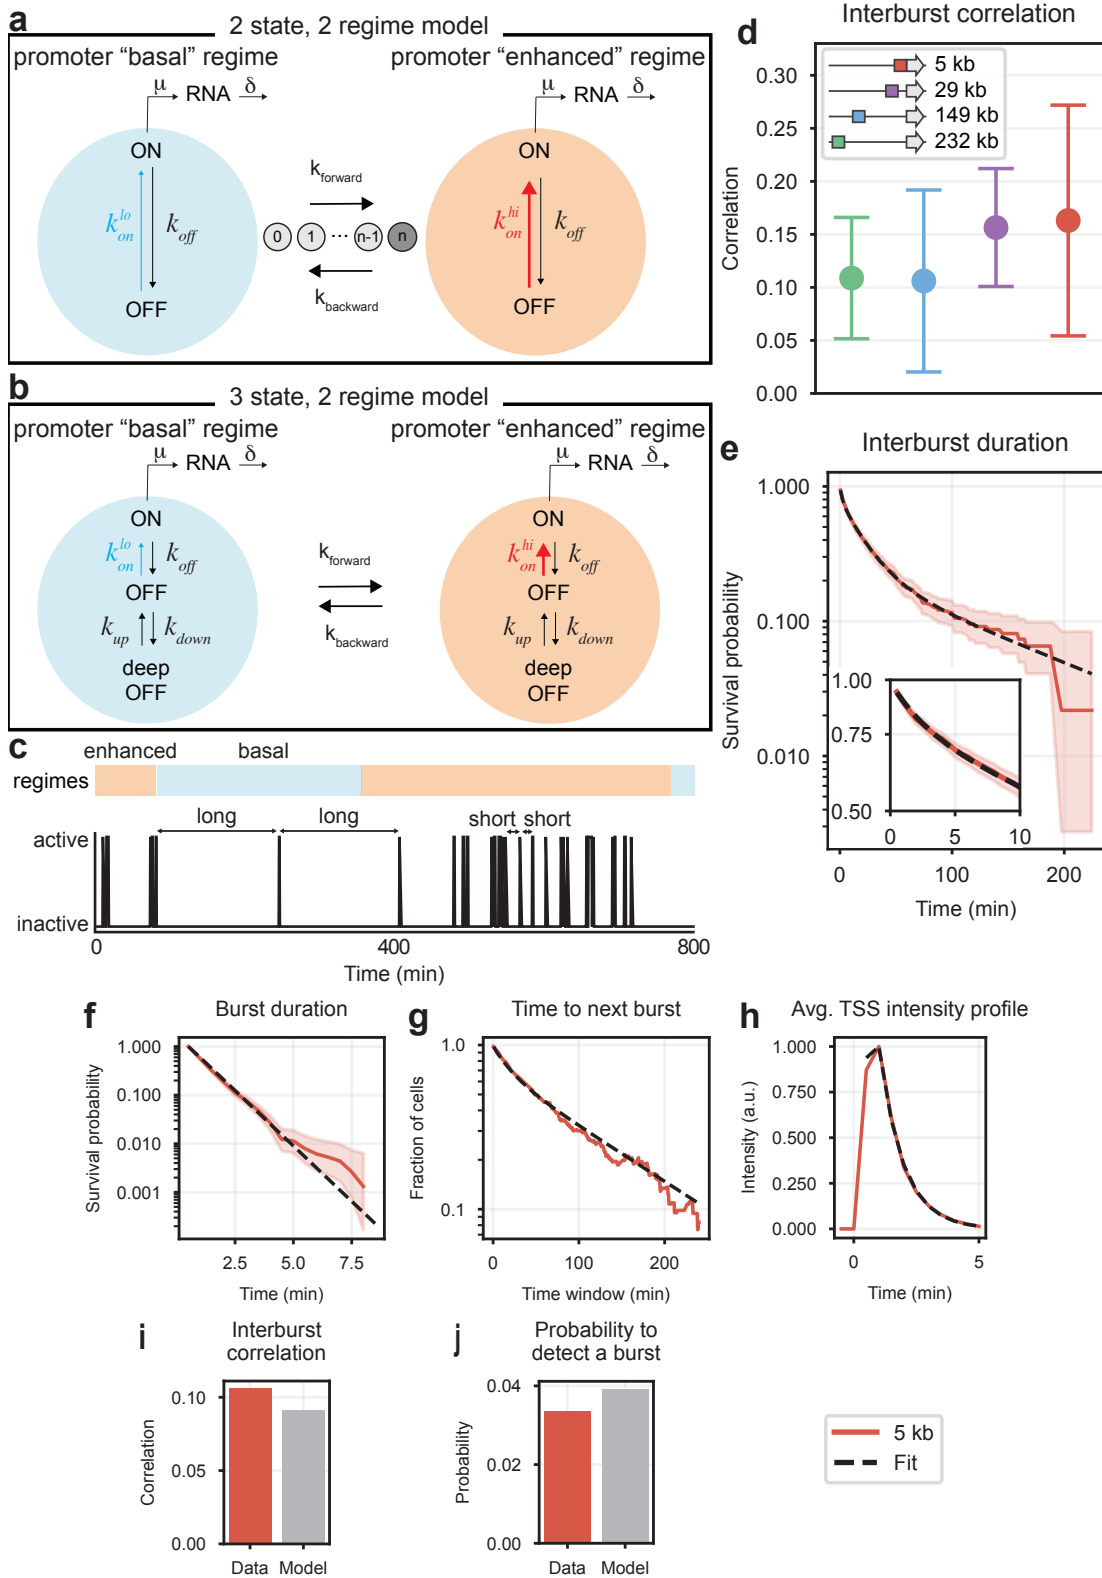 a
2 state, 2 regime model
promoter “basal” regime
promoter “enhanced” regime
μ
RNA
δ
μ
RNA
δ
ON
ON
k_on^lo
k_off
k_forward
k_on^hi
k_off
0
1
...
n-1
n
k_backward
OFF
OFF
b
3 state, 2 regime model
promoter “basal” regime
promoter “enhanced” regime
μ
RNA
δ
μ
RNA
δ
ON
ON
k_on^lo
k_off
k_forward
k_on^hi
k_off
OFF
OFF
k_backward
k_up
k_down
k_up
k_down
deep
OFF
deep
OFF
c
enhanced
basal
regimes
long
long
short
short
active
inactive
0
400
800
Time (min)
d
Interburst correlation
5 kb
29 kb
149 kb
232 kb
Correlation
0.30
0.25
0.20
0.15
0.10
0.05
0.00
e
Interburst duration
Survival probability
1.000
0.100
0.010
1.00
0.75
0.50
0
5
10
0
100
200
Time (min)
f
Burst duration
Survival probability
1.000
0.100
0.010
0.001
2.5
5.0
7.5
Time (min)
g
Time to next burst
Fraction of cells
1.0
0.1
0
100
200
Time window (min)
h
Avg. TSS intensity profile
Intensity (a.u.)
1.000
0.750
0.500
0.250
0.000
0
5
Time (min)
i
Interburst
correlation
Correlation
0.10
0.05
0.00
Data
Model
j
Probability to
detect a burst
Probability
0.04
0.02
0.00
Data
Model
5 kb
Fit